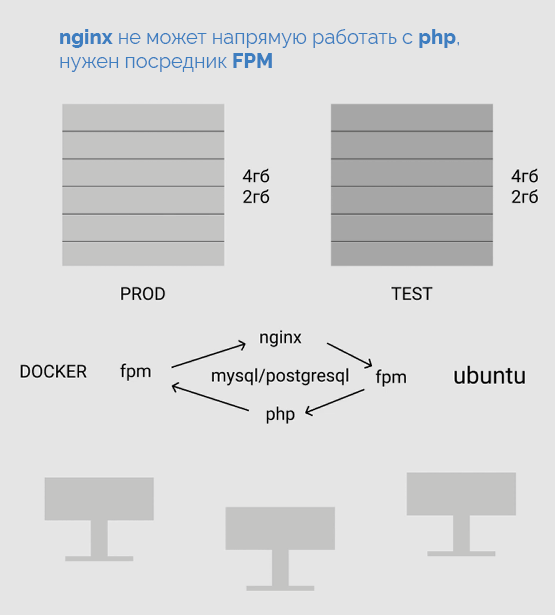 nginx не может напрямую работать с php,
нужен посредник FPM
4гб
2гб
4гб
2гб
PROD
TEST
nginx
DOCKER
fpm
mysql/postgresql
fpm
ubuntu
php